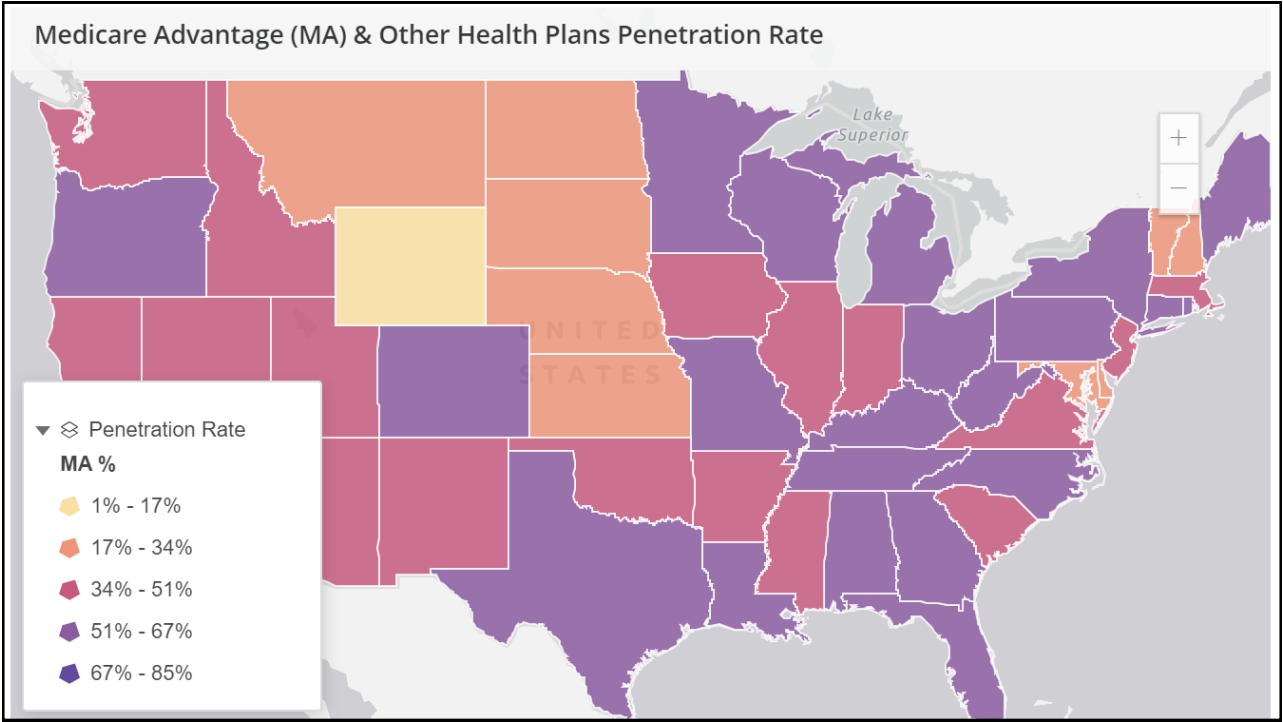 Medicare Advantage (MA) & Other Health Plans Penetration Rate
Lake
Superior
+
−
UNITED
STATES
Penetration Rate
MA %
1% - 17%
17% - 34%
34% - 51%
51% - 67%
67% - 85%